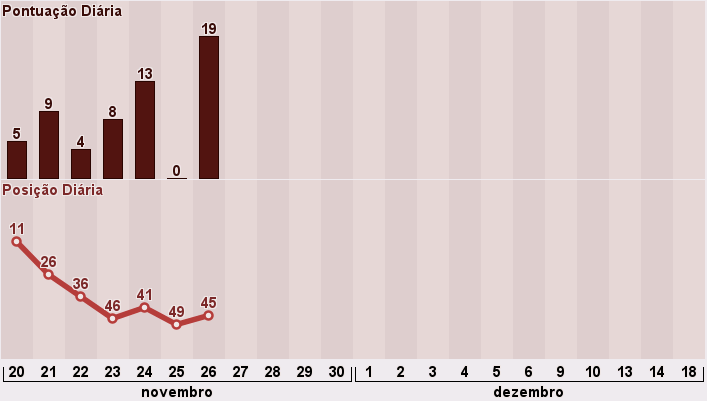 Pontuação Diária
5 9 4 8 13 0 19
Posição Diária
11 26 36 46 41 49 45
20 21 22 23 24 25 26 27 28 29 30 1 2 3 4 5 6 9 10 13 14 18
novembro dezembro